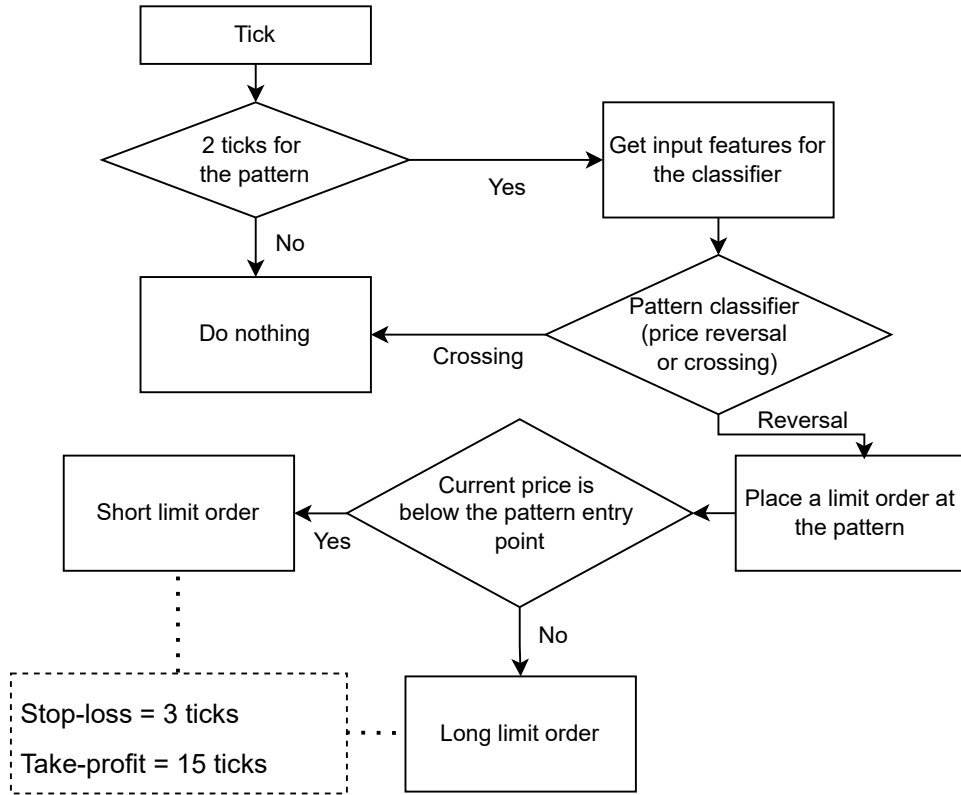 Tick
2 ticks for
the pattern
Yes
Get input features for
the classifier
No
Do nothing
Pattern classifier
(price reversal
or crossing)
Crossing
Reversal
Place a limit order at
the pattern
Current price is
below the pattern entry
point
Yes
Short limit order
No
Long limit order
Stop-loss = 3 ticks
Take-profit = 15 ticks